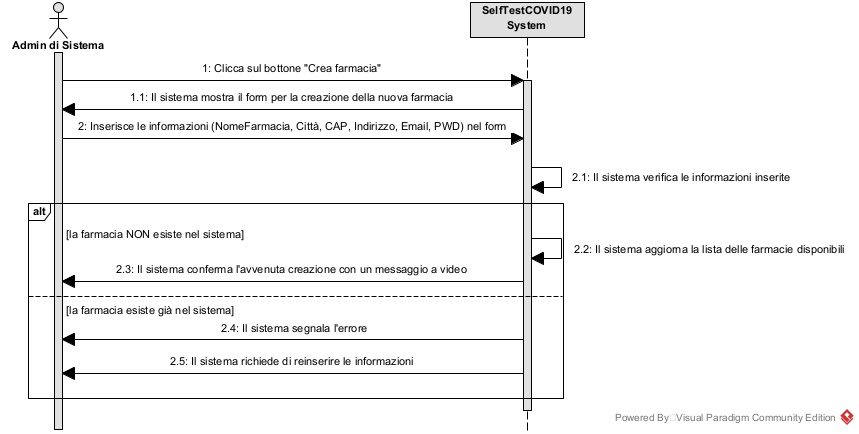 SelfTestCOVID19
System
Admin di Sistema
1: Clicca sul bottone "Crea farmacia"
1.1: Il sistema mostra il form per la creazione della nuova farmacia
2: Inserisce le informazioni (NomeFarmacia, Città, CAP, Indirizzo, Email, PWD) nel form
2.1: Il sistema verifica le informazioni inserite
alt
[la farmacia NON esiste nel sistema]
2.2: Il sistema aggiorna la lista delle farmacie disponibili
2.3: Il sistema conferma l'avvenuta creazione con un messaggio a video
[la farmacia esiste già nel sistema]
2.4: Il sistema segnala l'errore
2.5: Il sistema richiede di reinserire le informazioni
Powered By Visual Paradigm Community Edition